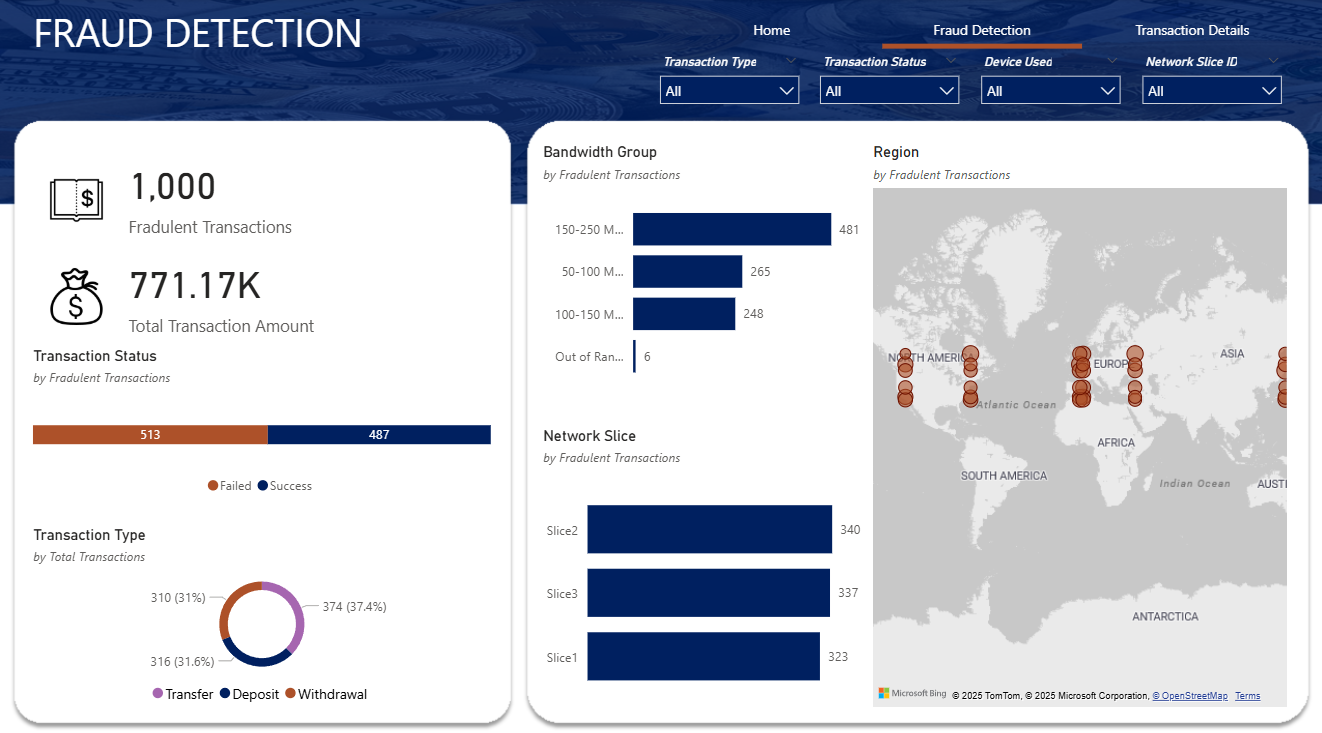 FRAUD DETECTION
Home
Fraud Detection
Transaction Details
Transaction Type
Transaction Status
Device Used
Network Slice ID
All
All
All
All
1,000
Fradulent Transactions
771.17K
Total Transaction Amount
Transaction Status
by Fradulent Transactions
513
487
Failed
Success
Transaction Type
by Total Transactions
310 (31%)
374 (37.4%)
316 (31.6%)
Transfer
Deposit
Withdrawal
Bandwidth Group
by Fradulent Transactions
150-250 M...
481
50-100 M...
265
100-150 M...
248
Out of Ran...
6
Network Slice
by Fradulent Transactions
Slice2
340
Slice3
337
Slice1
323
Region
by Fradulent Transactions
NORTH AMERICA
EUROPE
ASIA
Atlantic Ocean
AFRICA
SOUTH AMERICA
Indian Ocean
AUST
ANTARCTICA
Microsoft Bing
© 2025 TomTom, © 2025 Microsoft Corporation, © OpenStreetMap Terms